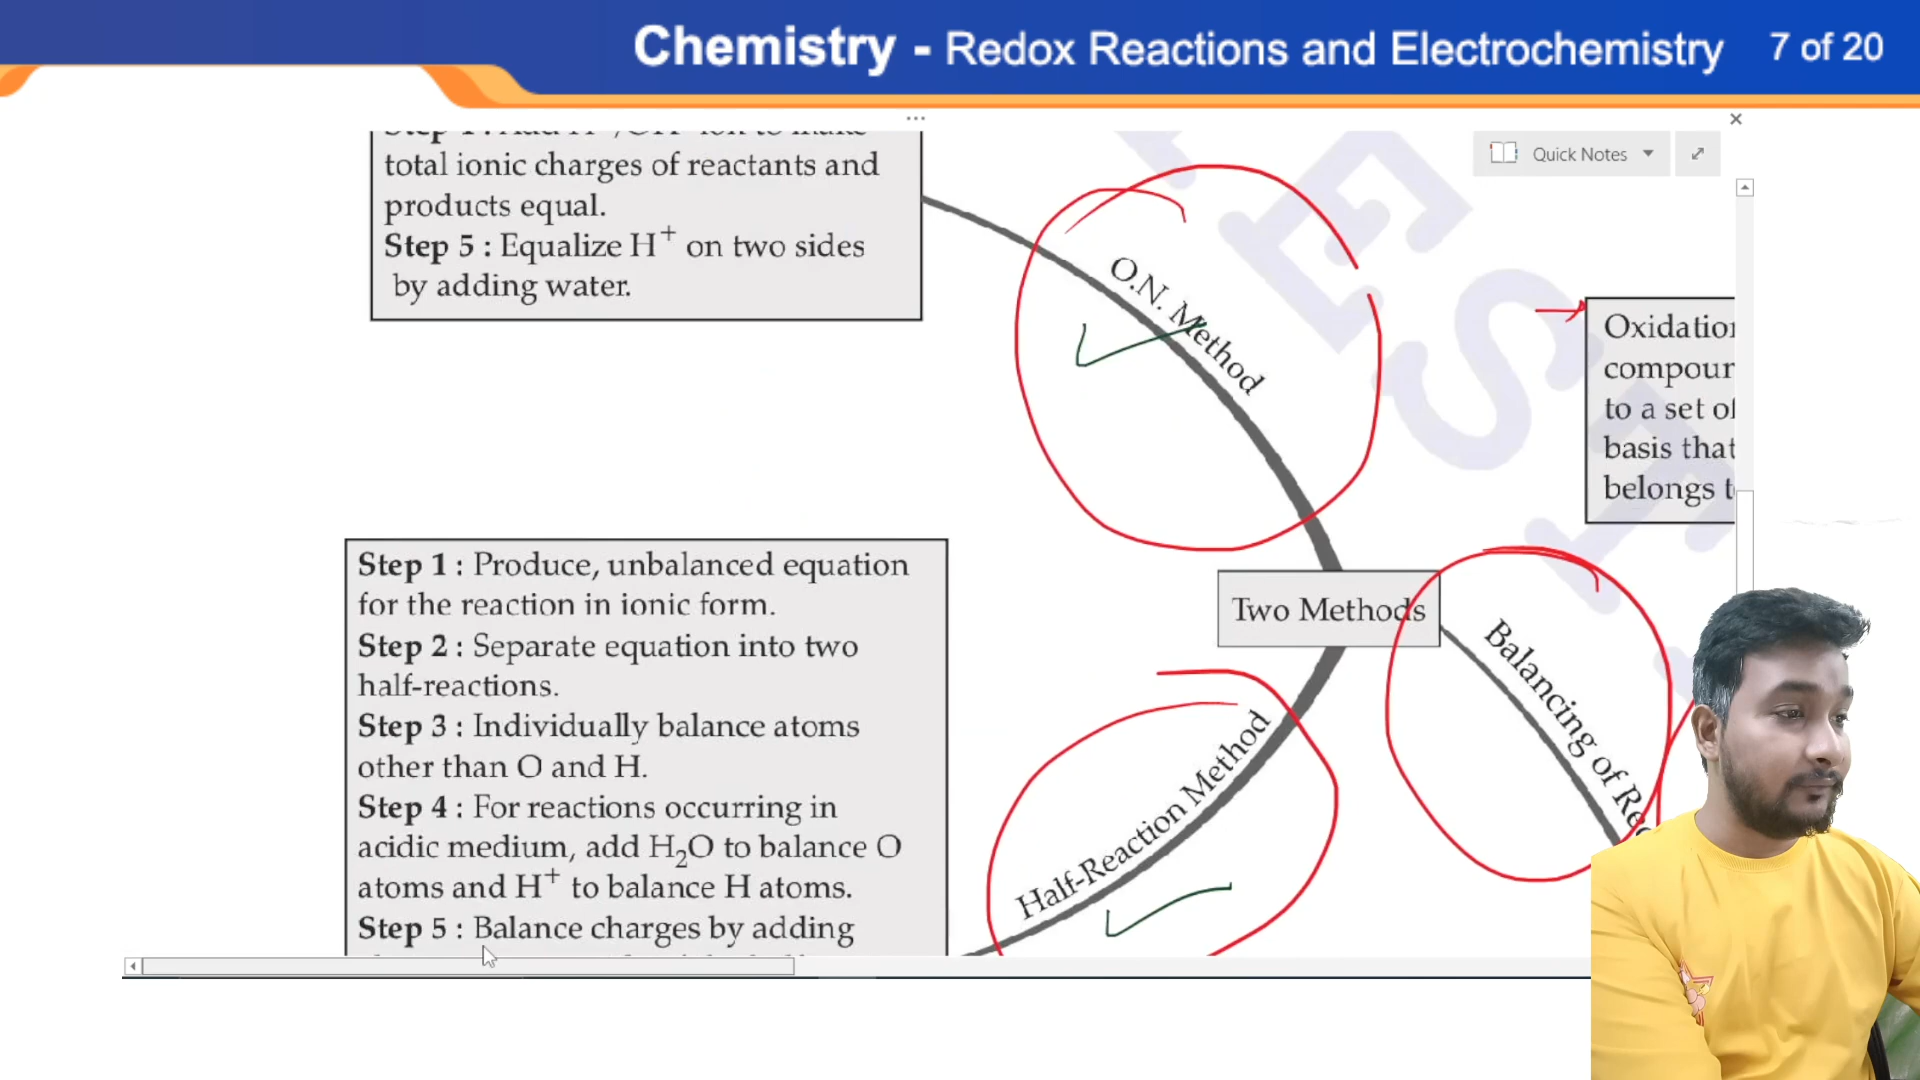 Chemistry - Redox Reactions and Electrochemistry 7 of 20
Quick Notes
total ionic charges of reactants and
products equal.
Step 5 : Equalize H⁺ on two sides
by adding water.
O.N. Method
Oxidation
compour
to a set of
basis that
belongs t
Step 1 : Produce, unbalanced equation
for the reaction in ionic form.
Step 2 : Separate equation into two
half-reactions.
Step 3 : Individually balance atoms
other than O and H.
Step 4 : For reactions occurring in
acidic medium, add H₂O to balance O
atoms and H⁺ to balance H atoms.
Step 5 : Balance charges by adding
Two Methods
Balancing of Re
Half-Reaction Method